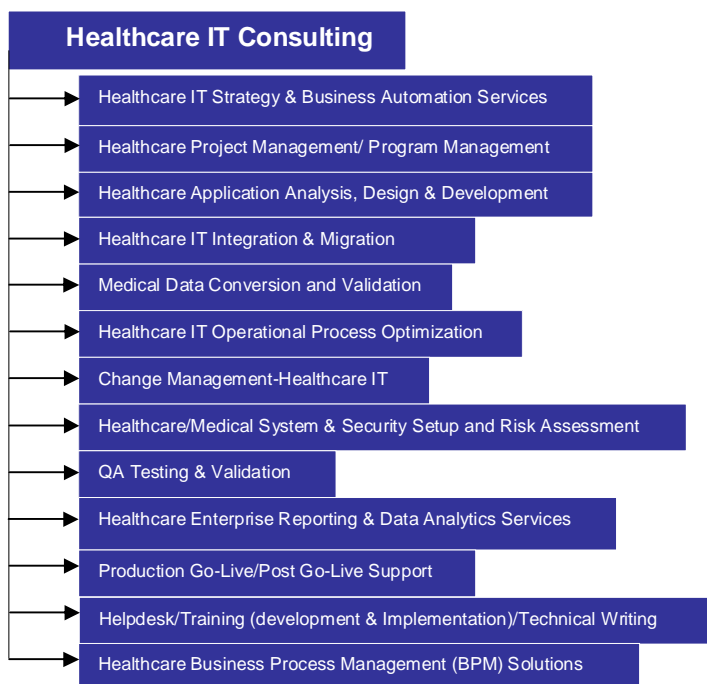 Healthcare IT Consulting
Healthcare IT Strategy & Business Automation Services
Healthcare Project Management/ Program Management
Healthcare Application Analysis, Design & Development
Healthcare IT Integration & Migration
Medical Data Conversion and Validation
Healthcare IT Operational Process Optimization
Change Management-Healthcare IT
Healthcare/Medical System & Security Setup and Risk Assessment
QA Testing & Validation
Healthcare Enterprise Reporting & Data Analytics Services
Production Go-Live/Post Go-Live Support
Helpdesk/Training (development & Implementation)/Technical Writing
Healthcare Business Process Management (BPM) Solutions